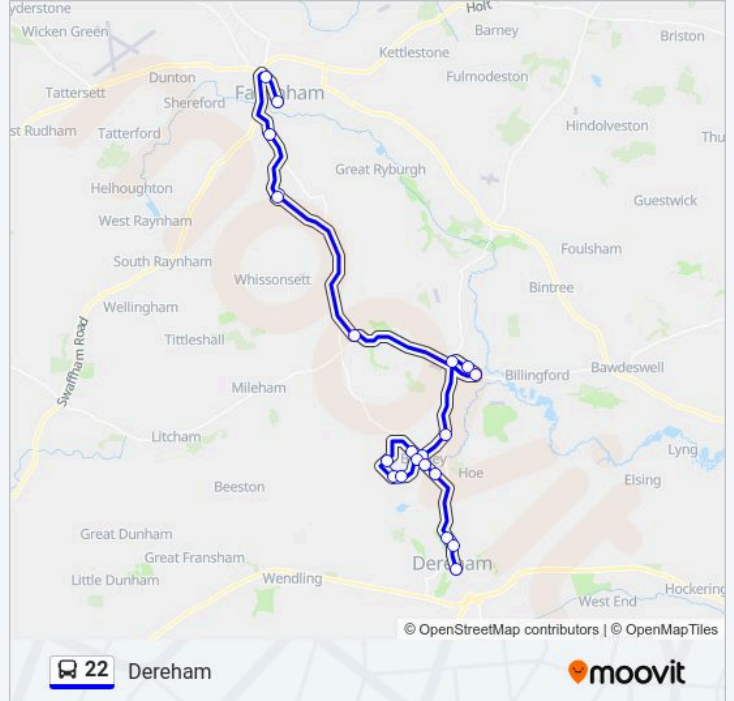 yderstone
Wicken Green
Holt
Barney
Briston
Kettlestone
Dunton
Fulmodeston
Tattersett
Shereford
st Rudham
Tatterford
Hindolveston
Thu
Great Ryburgh
Helhoughton
Guestwick
West Raynham
Foulsham
South Raynham
Whissonsett
Bintree
Wellingham
Tittleshall
Swaffham Road
Billingford
Bawdeswell
Mileham
Litcham
Lyng
Hoe
Elsing
Beeston
Great Dunham
Great Fransham
Dereham
Little Dunham
Wendling
Hockering
West End
© OpenStreetMap contributors | © OpenMapTiles
22 Dereham
moovit